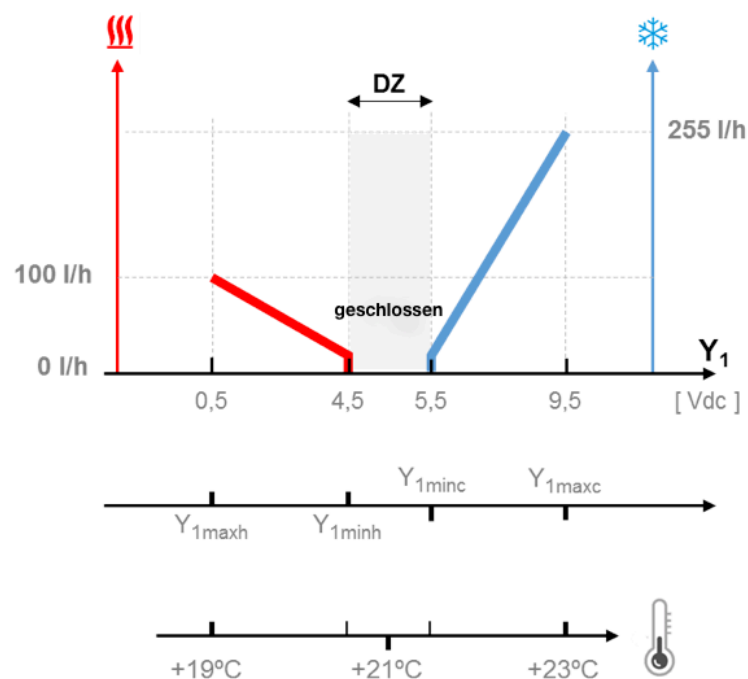 DZ
255 l/h
100 l/h
geschlossen
0 l/h
Y1
0,5 4,5 5,5 9,5 [ Vdc ]
Y1minc Y1maxc
Y1maxh Y1minh
+19ºC +21ºC +23ºC